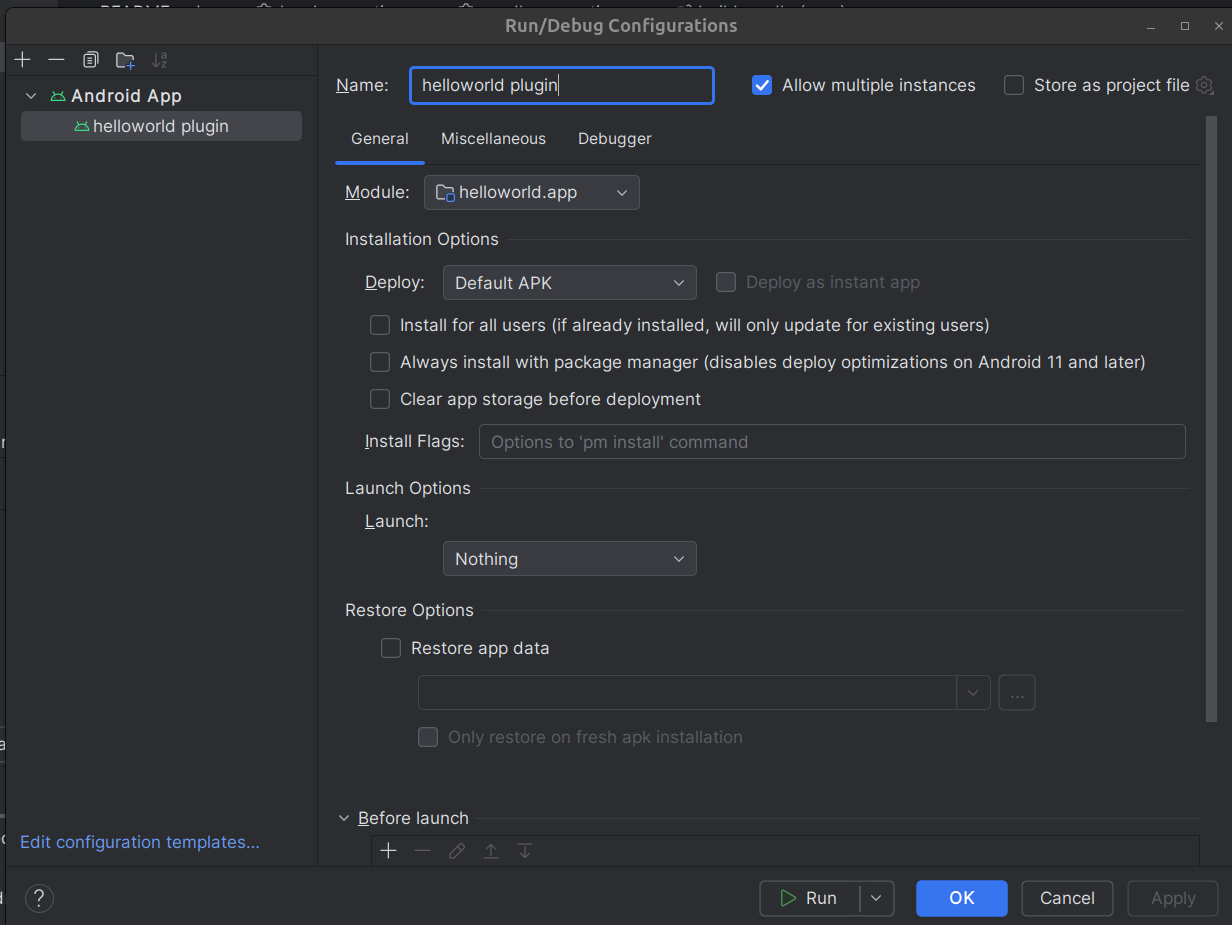 Run/Debug Configurations
Name: helloworld plugin Allow multiple instances Store as project file
Android App
helloworld plugin
General Miscellaneous Debugger
Module: helloworld.app
Installation Options
Deploy: Default APK Deploy as instant app
Install for all users (if already installed, will only update for existing users)
Always install with package manager (disables deploy optimizations on Android 11 and later)
Clear app storage before deployment
Install Flags: Options to 'pm install' command
Launch Options
Launch:
Nothing
Restore Options
Restore app data
...
Only restore on fresh apk installation
Before launch
Edit configuration templates...
? Run OK Cancel Apply